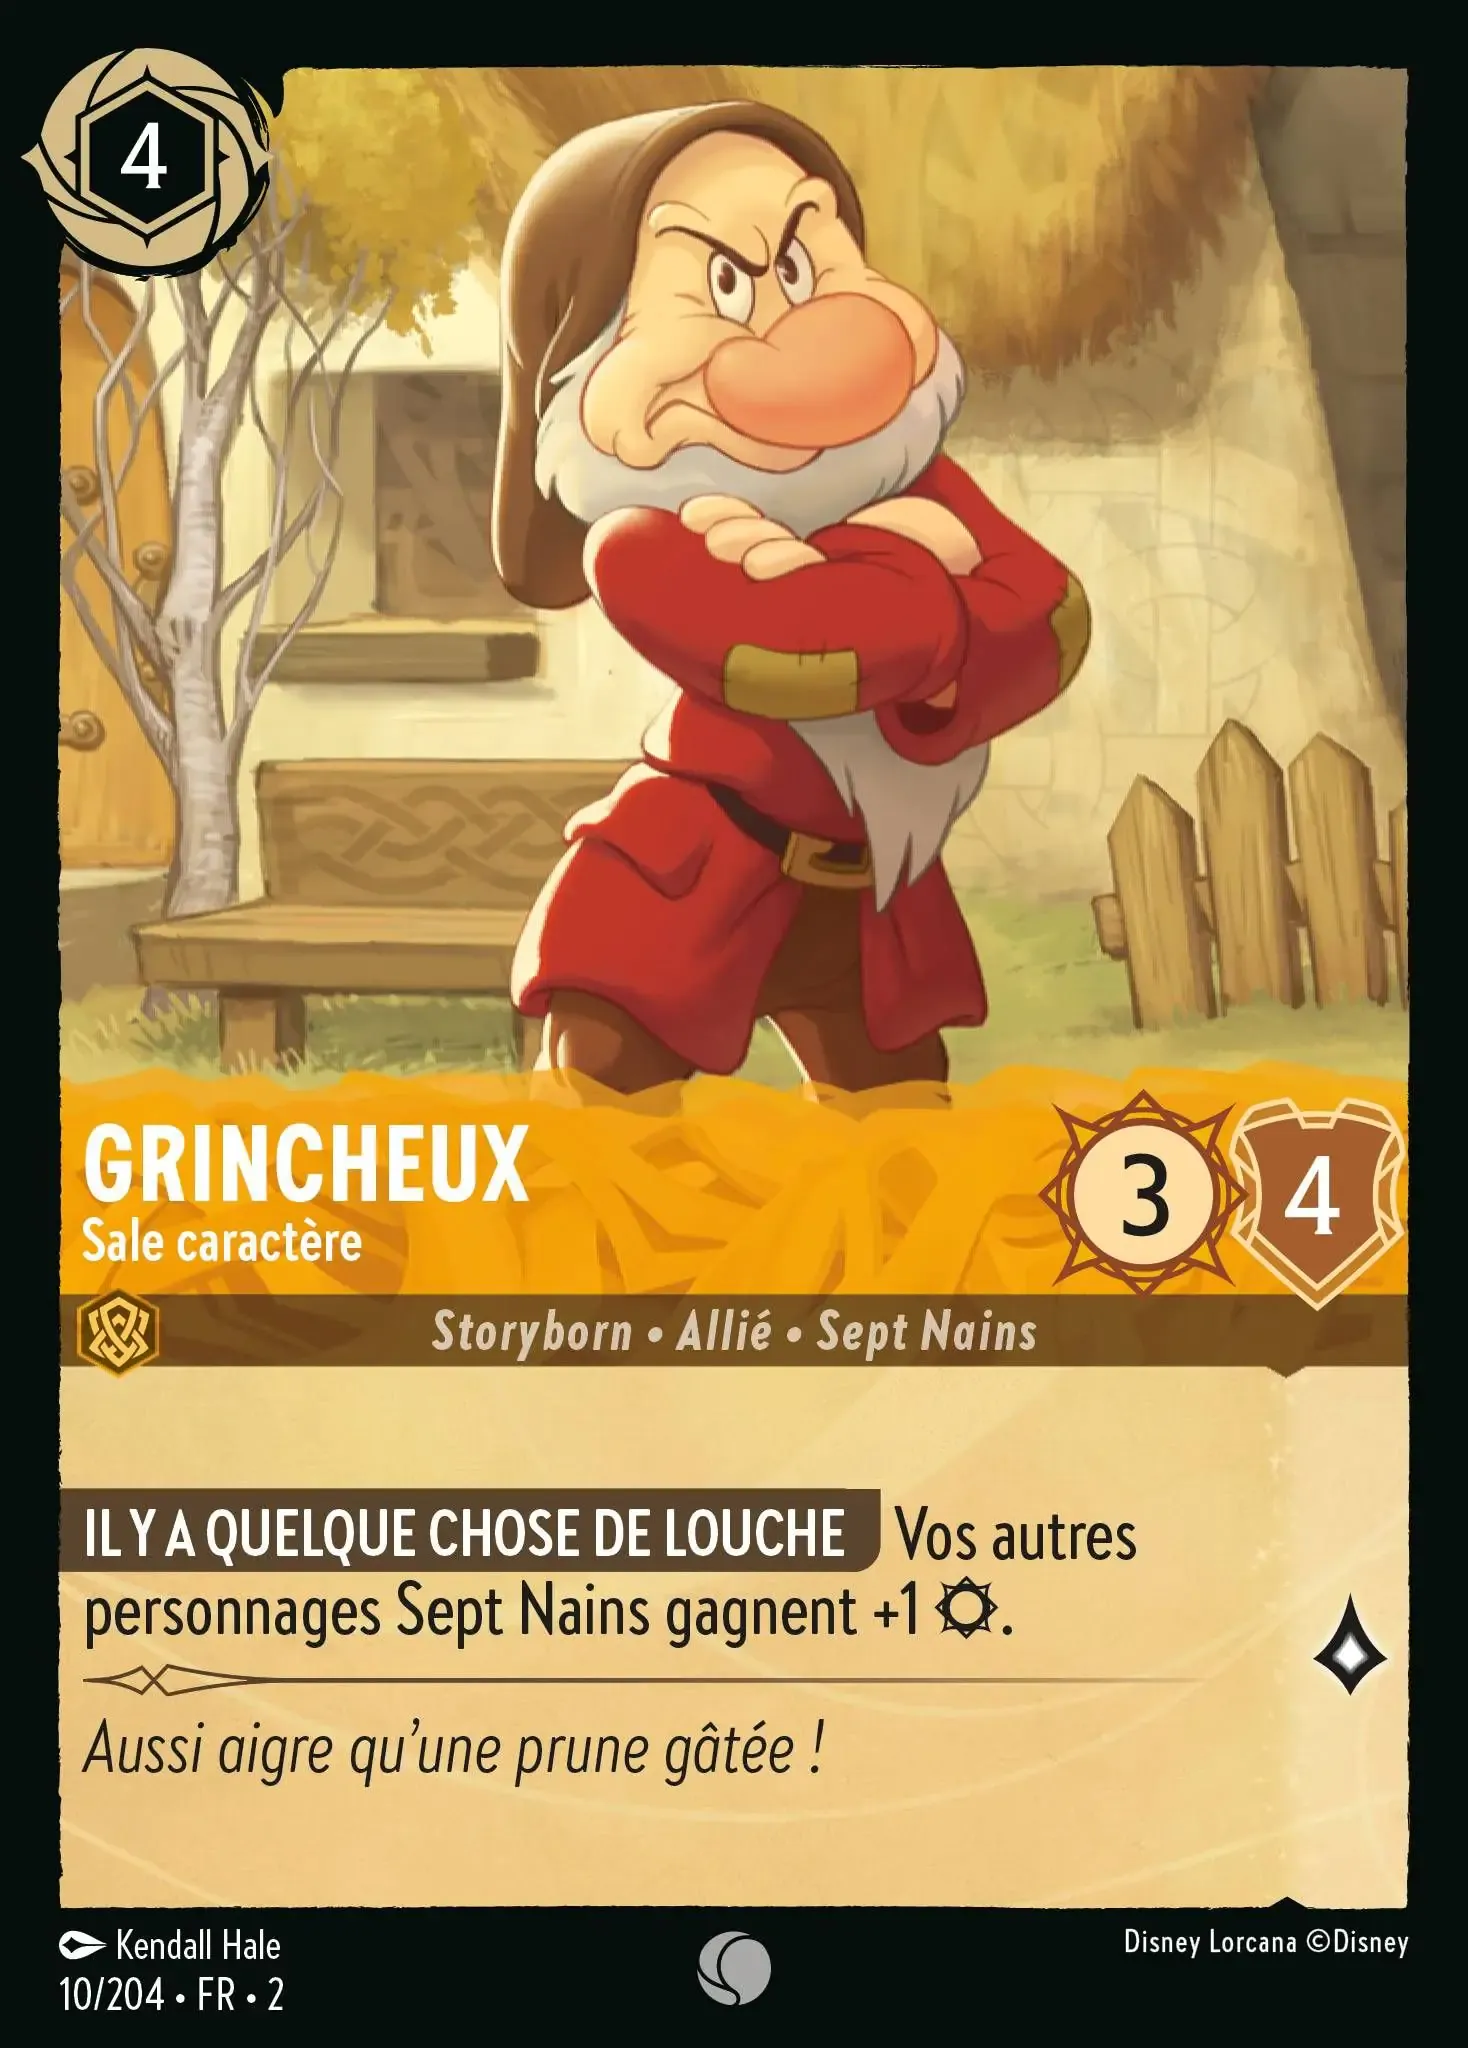 4
GRINCHEUX
Sale caractère
3
4
Storyborn • Allié • Sept Nains
IL Y A QUELQUE CHOSE DE LOUCHE Vos autres
personnages Sept Nains gagnent +1 .
Aussi aigre qu’une prune gâtée !
Kendall Hale
Disney Lorcana ©Disney
10/204 • FR • 2